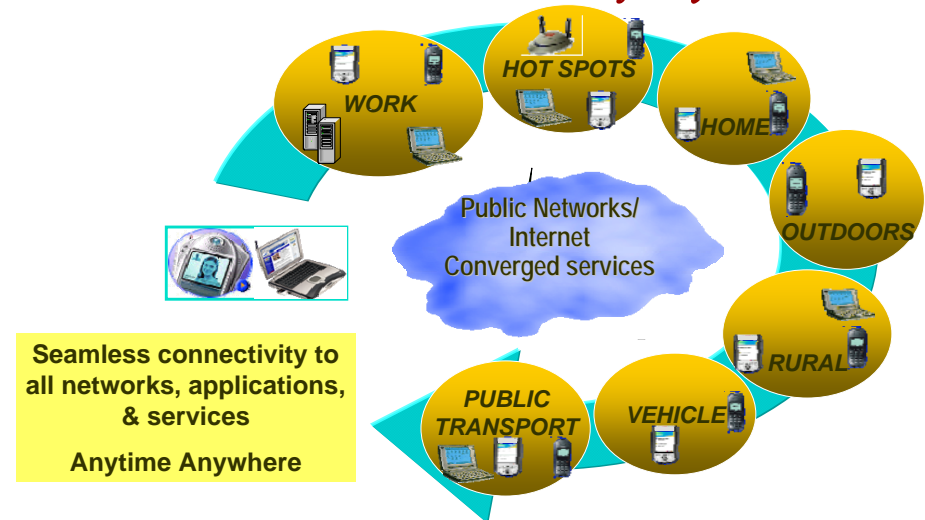 WORK
HOT SPOTS
HOME
OUTDOORS
RURAL
VEHICLE
PUBLIC
TRANSPORT
Public Networks/
Internet
Converged services
Seamless connectivity to
all networks, applications,
& services
Anytime Anywhere